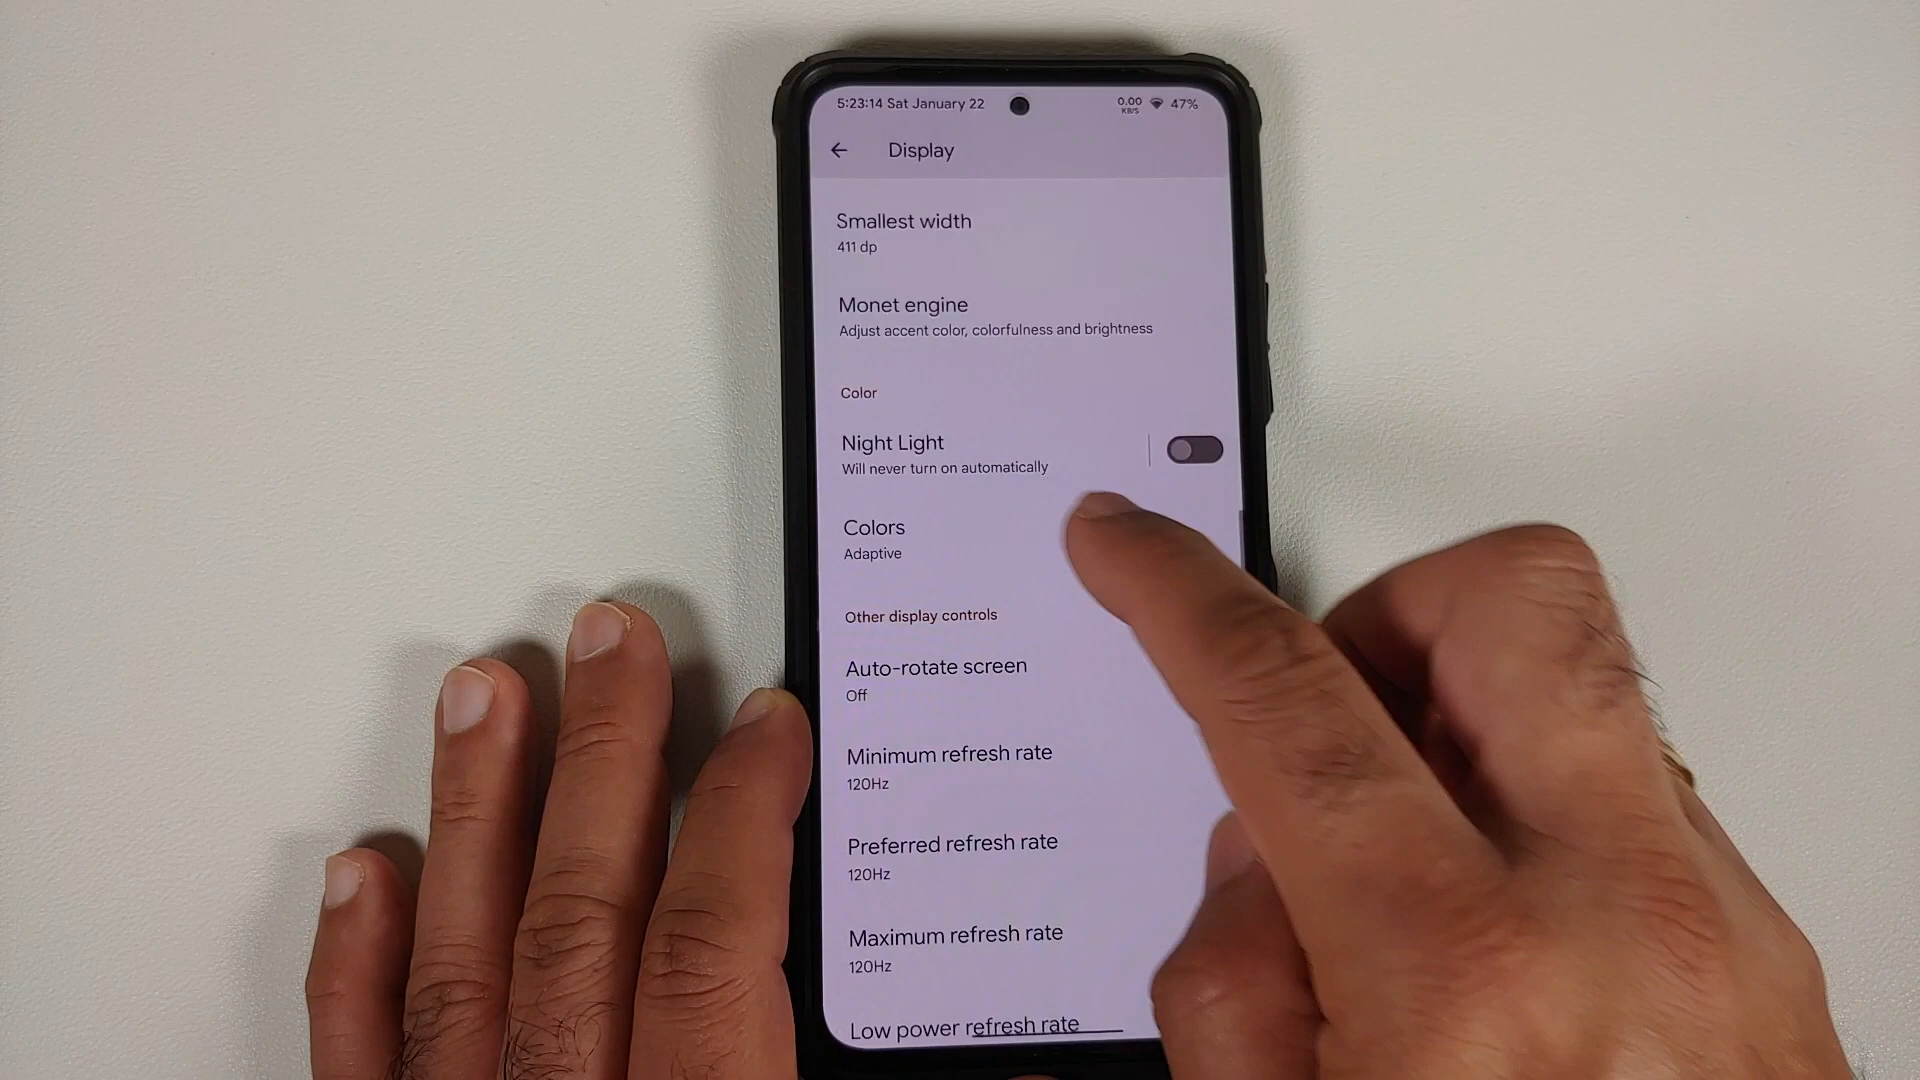 5:23:14 Sat January 22
0.00
KB/S
47%
Display
Smallest width
411 dp
Monet engine
Adjust accent color, colorfulness and brightness
Color
Night Light
Will never turn on automatically
Colors
Adaptive
Other display controls
Auto-rotate screen
Off
Minimum refresh rate
120Hz
Preferred refresh rate
120Hz
Maximum refresh rate
120Hz
Low power refresh rate